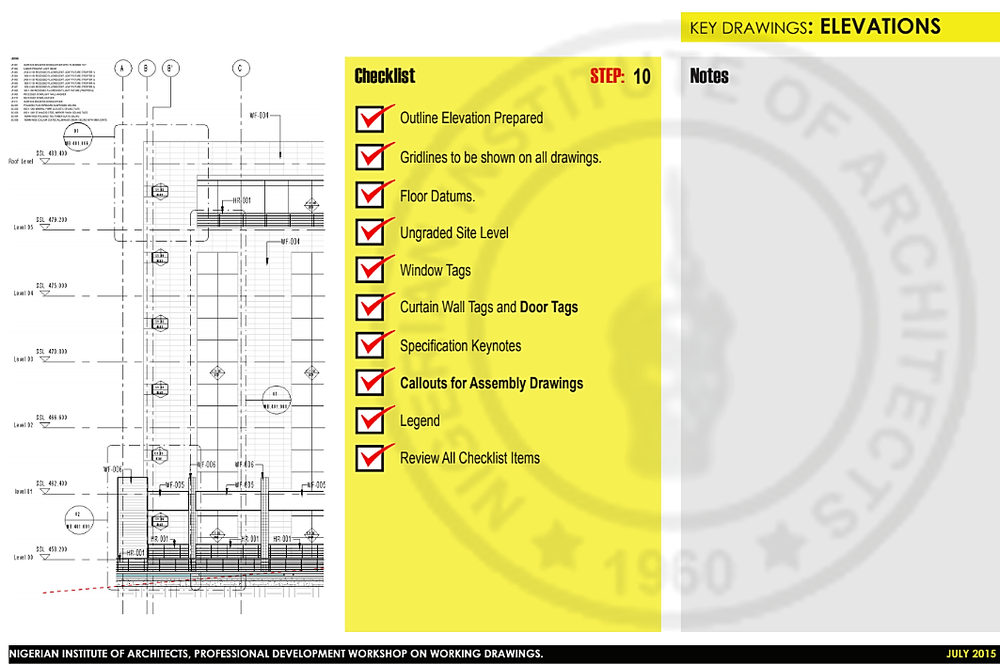 KEY DRAWINGS: ELEVATIONS
Checklist
STEP: 10
Notes
Outline Elevation Prepared
Gridlines to be shown on all drawings.
Floor Datums.
Ungraded Site Level
Window Tags
Curtain Wall Tags and Door Tags
Specification Keynotes
Callouts for Assembly Drawings
Legend
Review All Checklist Items
A B B' C
WF-004
SSL 483.400
Roof Level
HR-001
SSL 479.200
Level 05
WF-004
SSL 475.000
Level 04
SSL 470.800
Level 03
SSL 466.600
Level 02
WF-006 WF-006 WF-006
SSL 462.400
Level 01
WF-005 WF-005 WF-005
HR-001 HR-001 HR-001
SSL 458.200
Level 00
HR-001
NIGERIAN INSTITUTE OF ARCHITECTS
1960
NIGERIAN INSTITUTE OF ARCHITECTS, PROFESSIONAL DEVELOPMENT WORKSHOP ON WORKING DRAWINGS.
JULY 2015